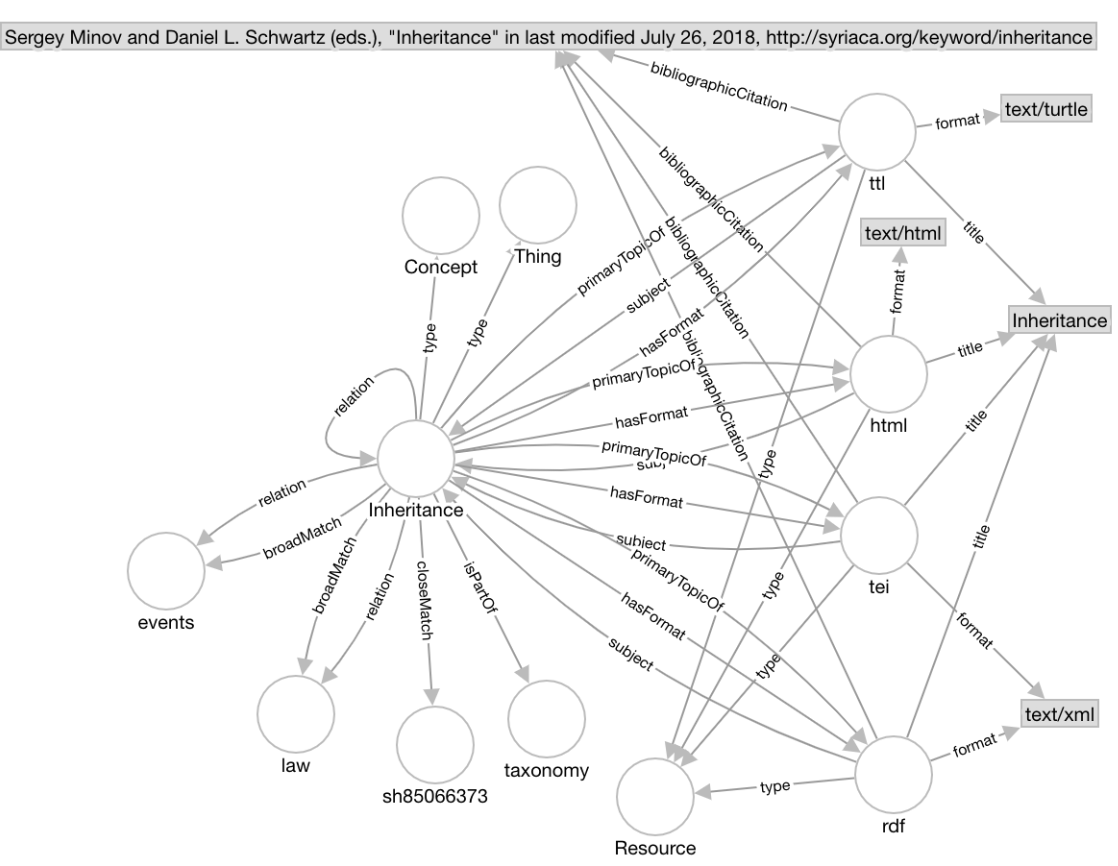 Sergey Minov and Daniel L. Schwartz (eds.), "Inheritance" in last modified July 26, 2018, http://syriaca.org/keyword/inheritance
bibliographicCitation
text/turtle
format
ttl
bibliographicCitation
text/html
title
Concept
Thing
primaryTopicOf
bibliographicCitation
subject
format
type
type
hasFormat
Inheritance
title
bibliographicCitation
primaryTopicOf
relation
hasFormat
html
title
primaryTopicOf
type
subj
relation
hasFormat
Inheritance
broadMatch
subject
title
primaryTopicOf
broadMatch
relation
closeMatch
isPartOf
type
tei
events
hasFormat
format
subject
type
text/xml
format
law
taxonomy
sh85066373
type
rdf
Resource